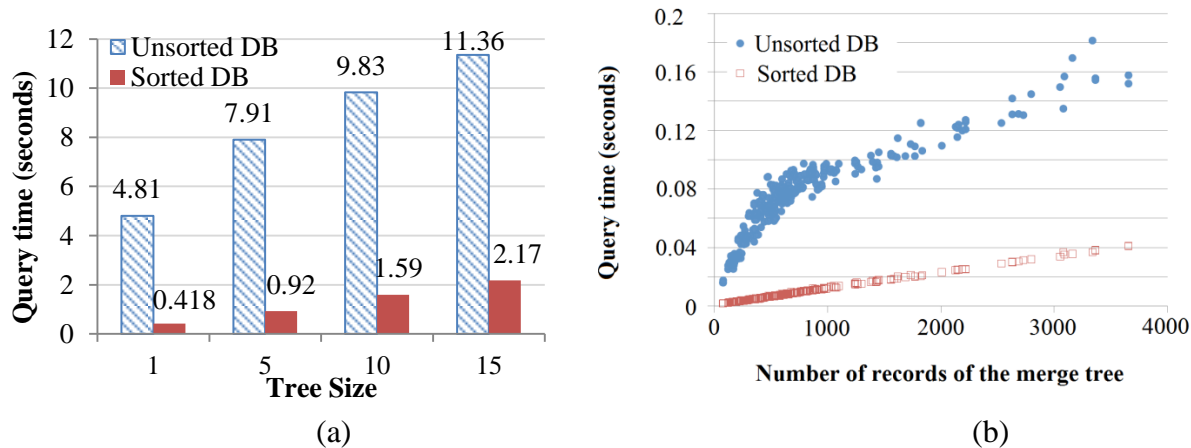 12
10
8
6
4
2
0
Query time (seconds)
Unsorted DB
Sorted DB
4.81
7.91
9.83
11.36
0.418
0.92
1.59
2.17
1 5 10 15
Tree Size
(a)
0.2
0.16
0.12
0.08
0.04
0
Query time (seconds)
Unsorted DB
Sorted DB
0 1000 2000 3000 4000
Number of records of the merge tree
(b)